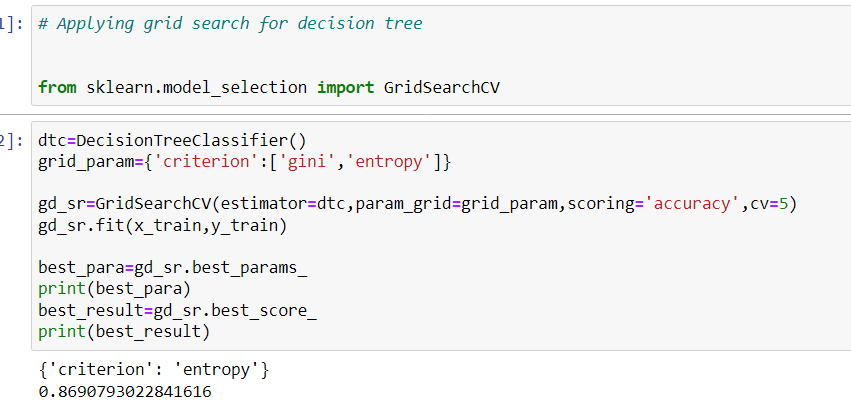 1]: # Applying grid search for decision tree
from sklearn.model_selection import GridSearchCV
2]: dtc=DecisionTreeClassifier()
grid_param={'criterion':['gini','entropy']}
gd_sr=GridSearchCV(estimator=dtc,param_grid=grid_param,scoring='accuracy',cv=5)
gd_sr.fit(x_train,y_train)
best_para=gd_sr.best_params_
print(best_para)
best_result=gd_sr.best_score_
print(best_result)
{'criterion': 'entropy'}
0.8690793022841616